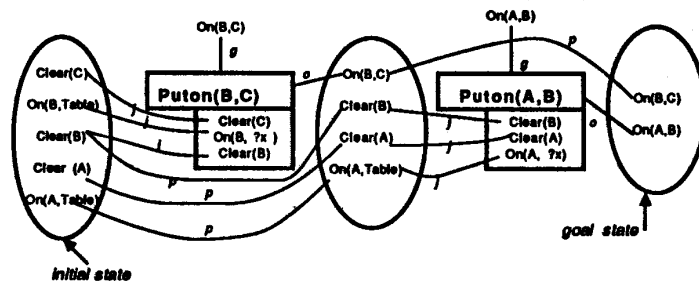 On(B,C)
g
Clear(C)
On(B,Table)
Clear(B)
Clear (A)
On(A,Table)
initial state
j
j
j
p
p
p
Puton(B,C)
Clear(C)
On(B, ?x )
Clear(B)
o
On(B,C)
Clear(B)
Clear(A)
On(A,Table)
j
j
j
On(A,B)
g
Puton(A,B)
Clear(B)
Clear(A)
On(A, ?x)
o
p
On(B,C)
On(A,B)
goal state